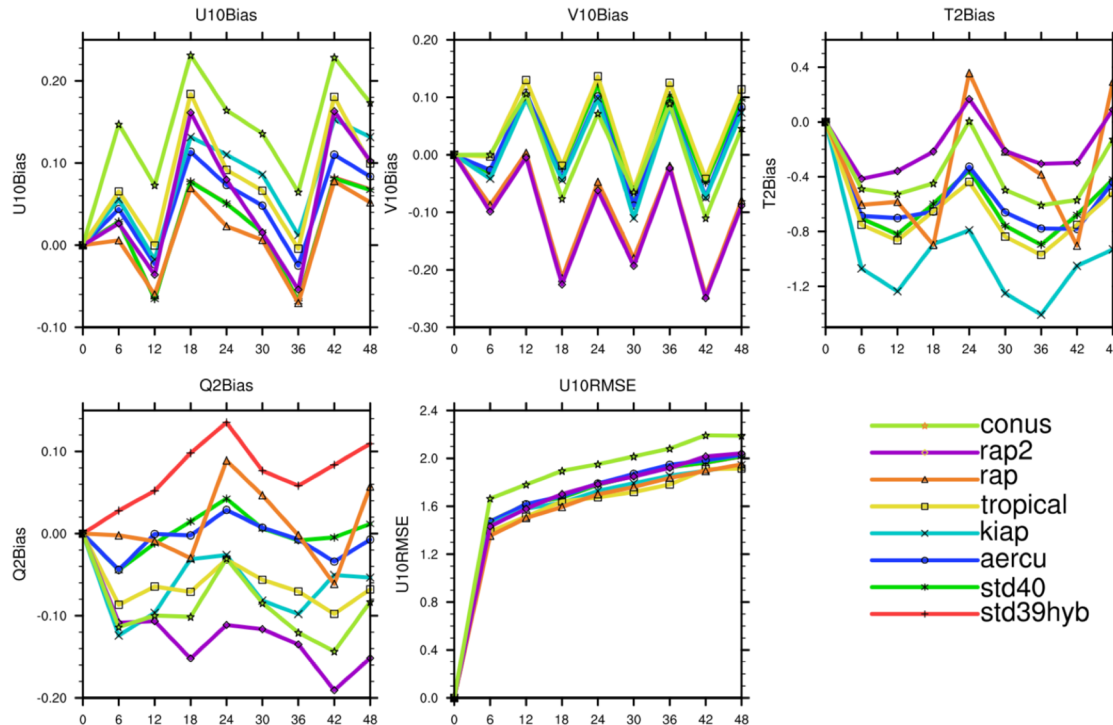 U10Bias
V10Bias
T2Bias
U10Bias
0.20
0.10
0.00
-0.10
0 6 12 18 24 30 36 42 48
V10Bias
0.20
0.10
0.00
-0.10
-0.20
-0.30
0 6 12 18 24 30 36 42 48
T2Bias
0.4
0.0
-0.4
-0.8
-1.2
0 6 12 18 24 30 36 42
Q2Bias
U10RMSE
Q2Bias
0.10
0.00
-0.10
-0.20
0 6 12 18 24 30 36 42 48
U10RMSE
2.4
2.0
1.6
1.2
0.8
0.4
0.0
0 6 12 18 24 30 36 42 48
conus
rap2
rap
tropical
kiap
aercu
std40
std39hyb